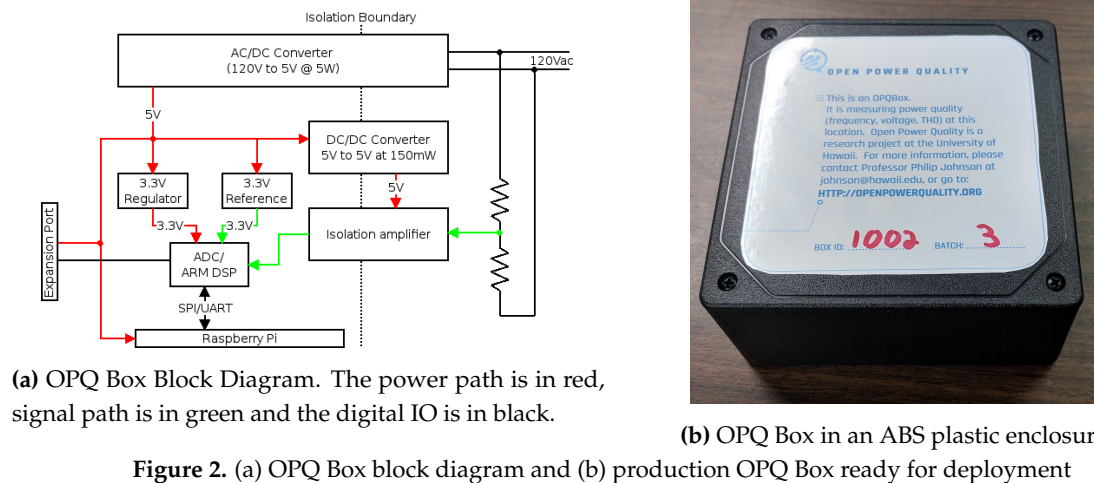 Isolation Boundary
AC/DC Converter
(120V to 5V @ 5W)
120Vac
5V
DC/DC Converter
5V to 5V at 150mW
3.3V
Regulator
3.3V
Reference
5V
3.3V
3.3V
Isolation amplifier
Expansion Port
ADC/
ARM DSP
SPI/UART
Raspberry Pi
(a) OPQ Box Block Diagram. The power path is in red,
signal path is in green and the digital IO is in black.
OPEN POWER QUALITY
This is an OPQBox.
It is measuring power quality
(frequency, voltage, THD) at this
location. Open Power Quality is a
research project at the University of
Hawaii. For more information, please
contact Professor Philip Johnson at
johnson@hawaii.edu, or go to:
HTTP://OPENPOWERQUALITY.ORG
BOX ID: 1002 BATCH: 3
(b) OPQ Box in an ABS plastic enclosur
Figure 2. (a) OPQ Box block diagram and (b) production OPQ Box ready for deployment